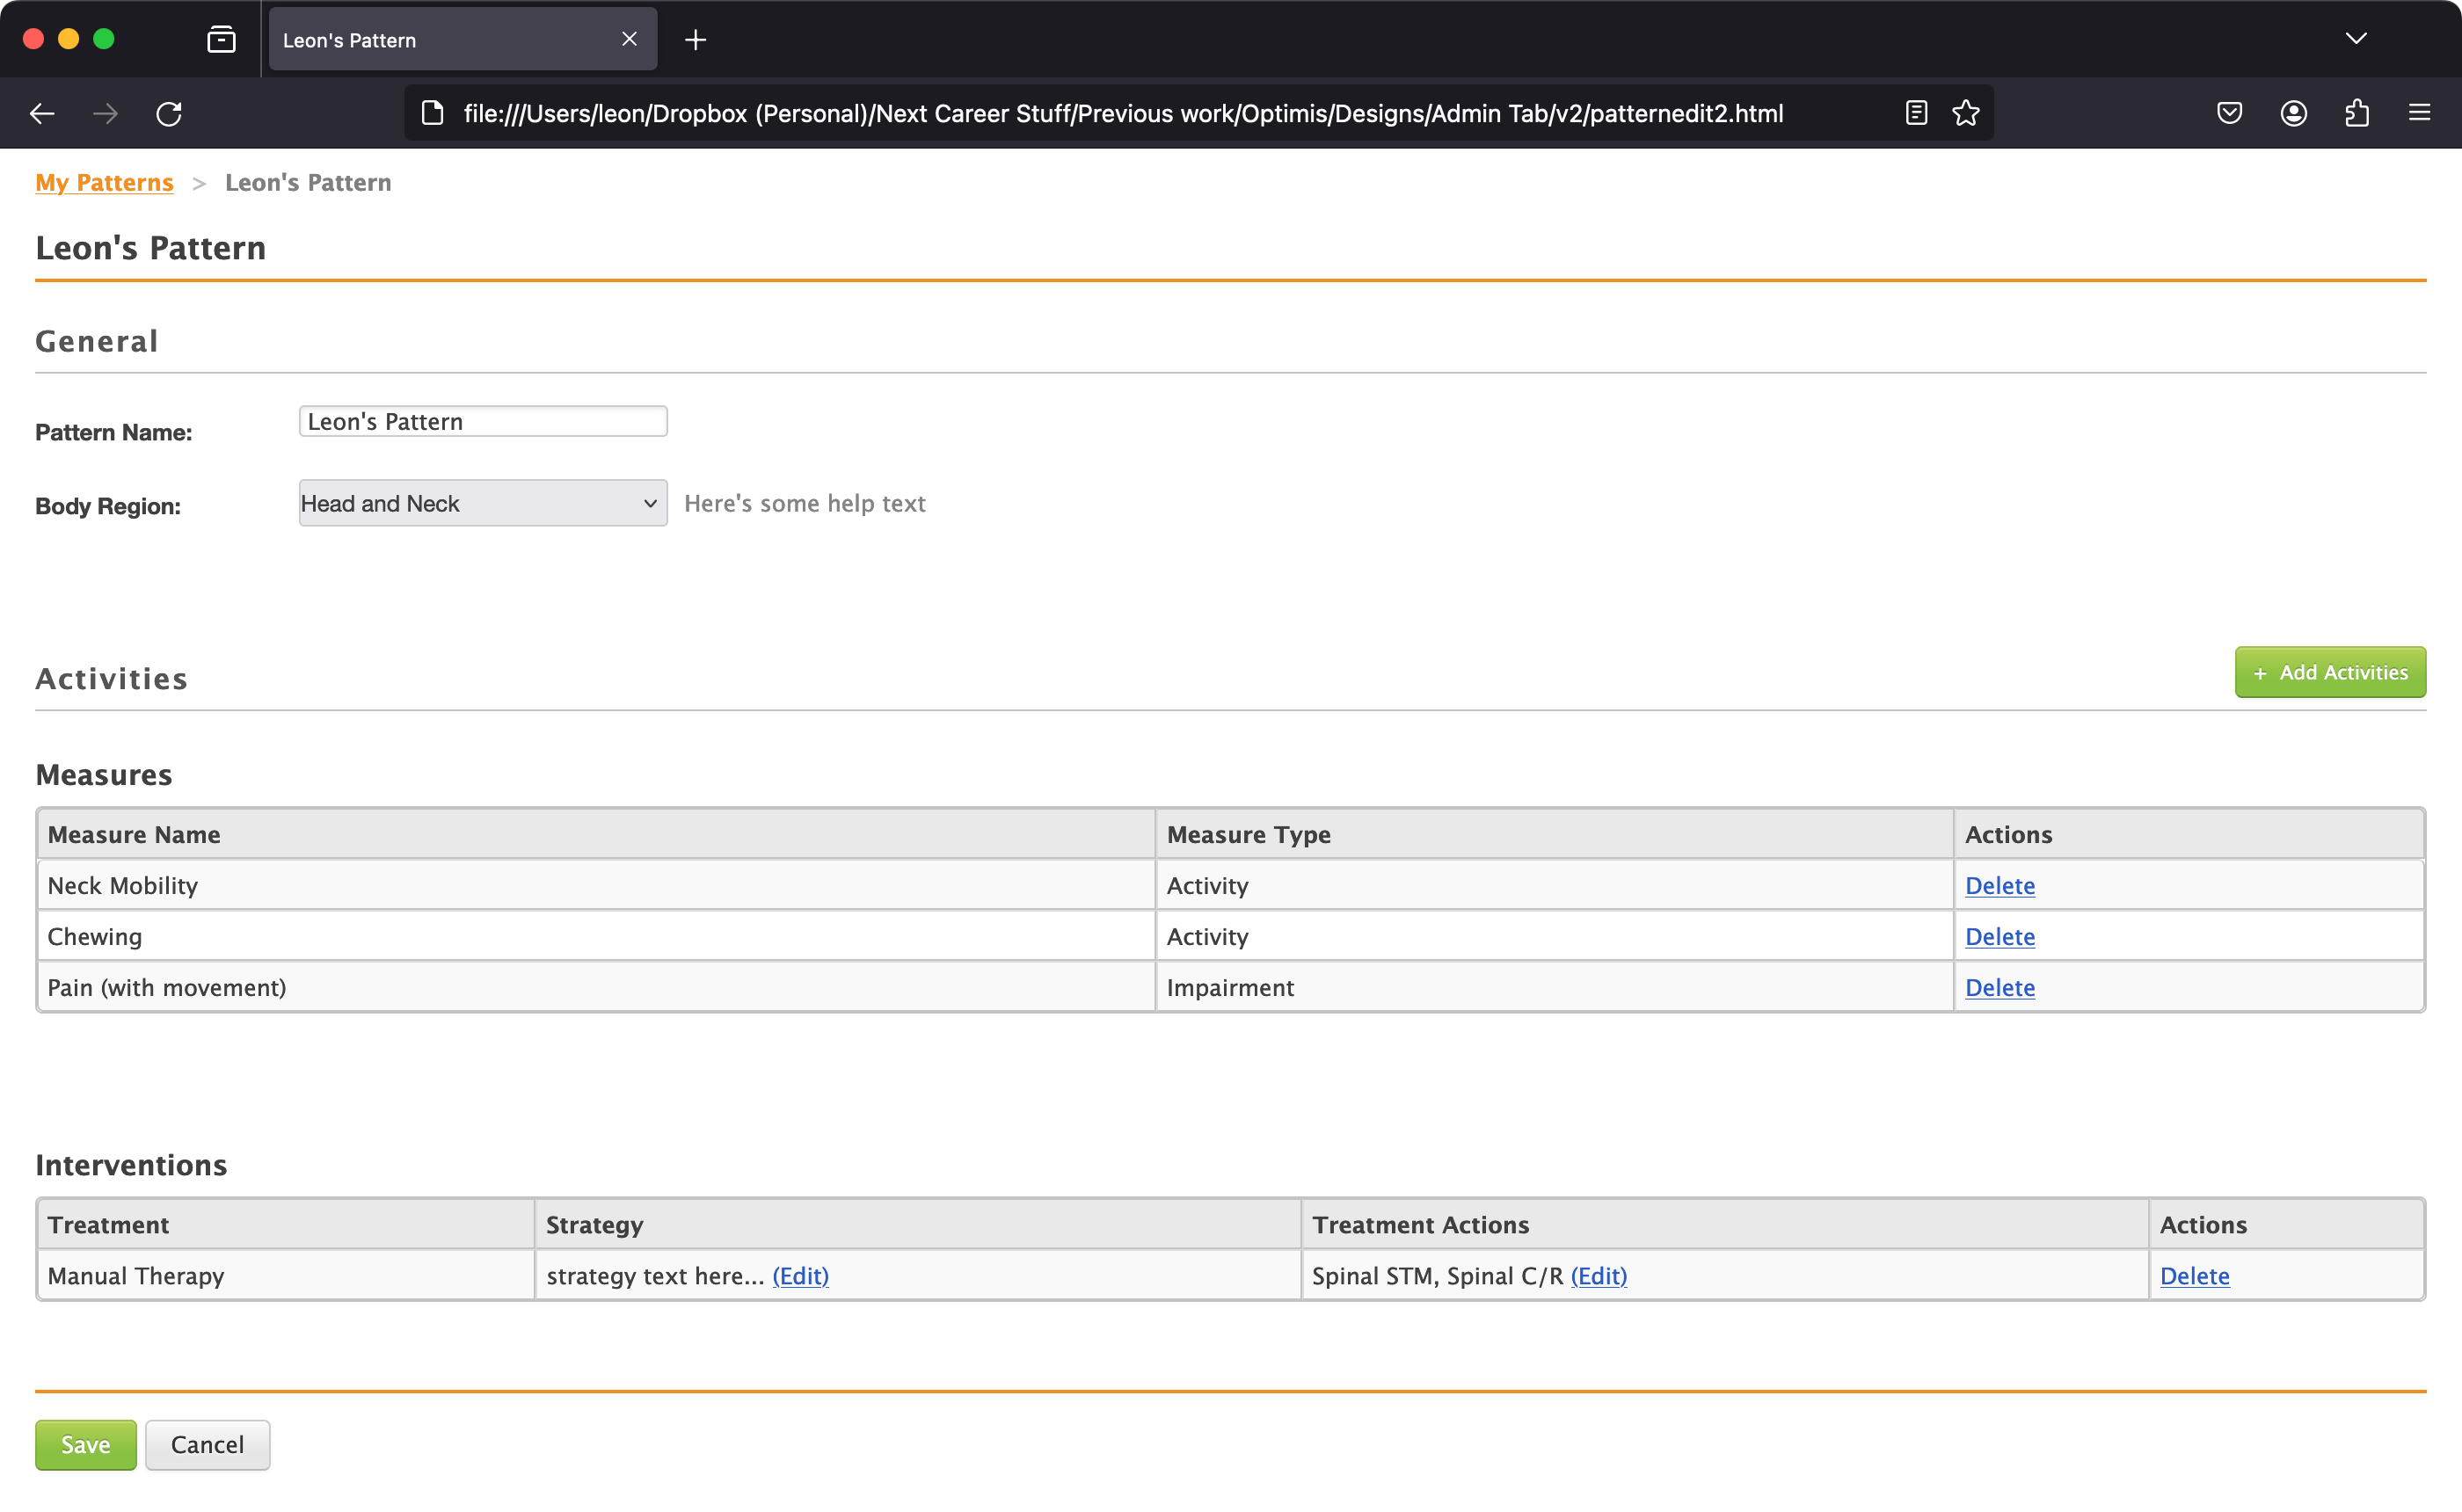 Leon's Pattern
file:///Users/leon/Dropbox (Personal)/Next Career Stuff/Previous work/Optimis/Designs/Admin Tab/v2/patternedit2.html
My Patterns > Leon's Pattern
Leon's Pattern
General
Pattern Name: Leon's Pattern
Body Region: Head and Neck Here's some help text
Activities + Add Activities
Measures
Measure Name Measure Type Actions
Neck Mobility Activity Delete
Chewing Activity Delete
Pain (with movement) Impairment Delete
Interventions
Treatment Strategy Treatment Actions Actions
Manual Therapy strategy text here... (Edit) Spinal STM, Spinal C/R (Edit) Delete
Save Cancel